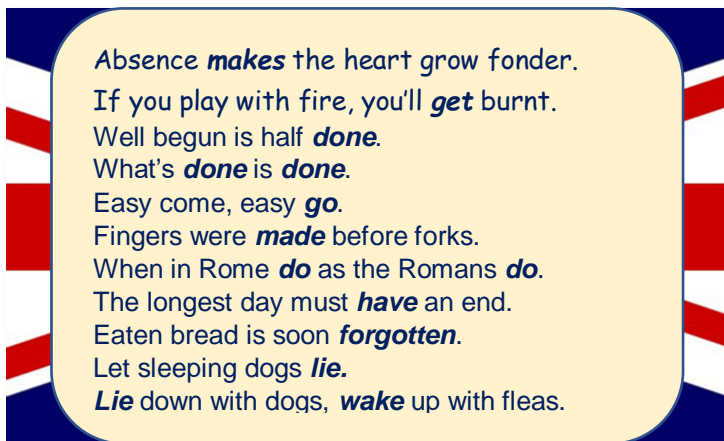 Absence makes the heart grow fonder.
If you play with fire, you'll get burnt.
Well begun is half done.
What's done is done.
Easy come, easy go.
Fingers were made before forks.
When in Rome do as the Romans do.
The longest day must have an end.
Eaten bread is soon forgotten.
Let sleeping dogs lie.
Lie down with dogs, wake up with fleas.